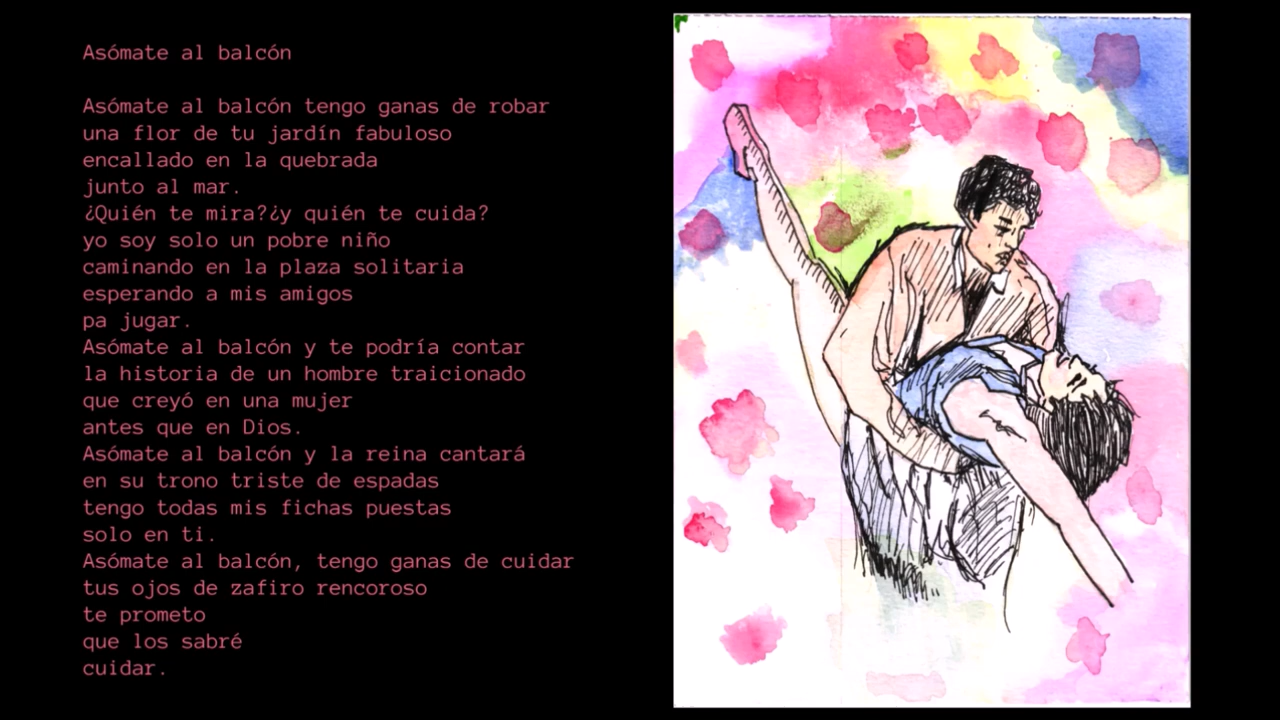 Asómate al balcón
Asómate al balcón tengo ganas de robar
una flor de tu jardín fabuloso
encallado en la quebrada
junto al mar.
¿Quién te mira?¿y quién te cuida?
yo soy solo un pobre niño
caminando en la plaza solitaria
esperando a mis amigos
pa jugar.
Asómate al balcón y te podría contar
la historia de un hombre traicionado
que creyó en una mujer
antes que en Dios.
Asómate al balcón y la reina cantará
en su trono triste de espadas
tengo todas mis fichas puestas
solo en ti.
Asómate al balcón, tengo ganas de cuidar
tus ojos de zafiro rencoroso
te prometo
que los sabré
cuidar.